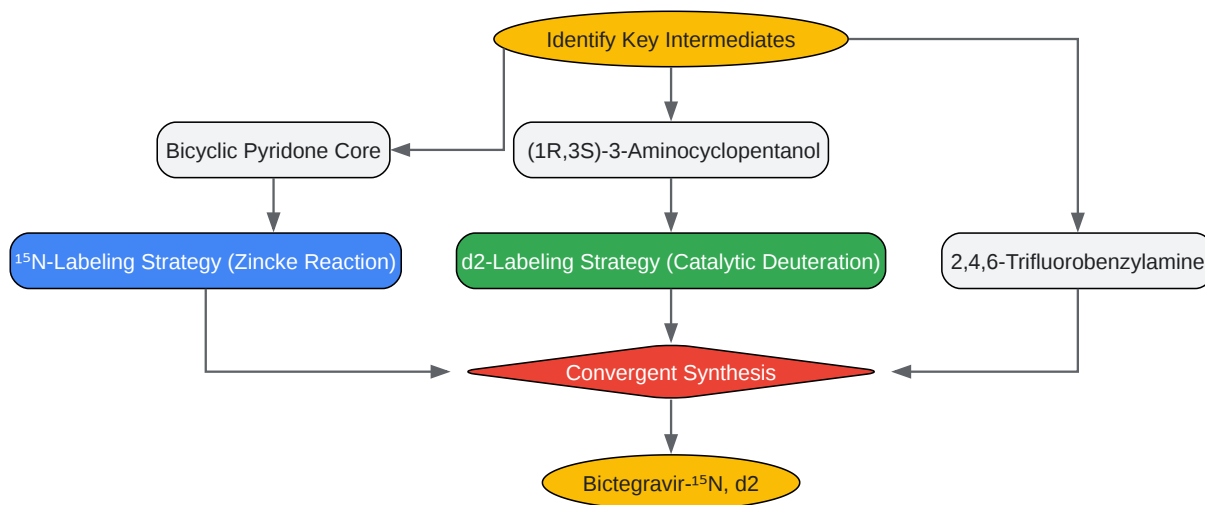 Identify Key Intermediates
Bicyclic Pyridone Core
(1R,3S)-3-Aminocyclopentanol
¹⁵N-Labeling Strategy (Zincke Reaction)
d2-Labeling Strategy (Catalytic Deuteration)
2,4,6-Trifluorobenzylamine
Convergent Synthesis
Bictegravir-¹⁵N, d2